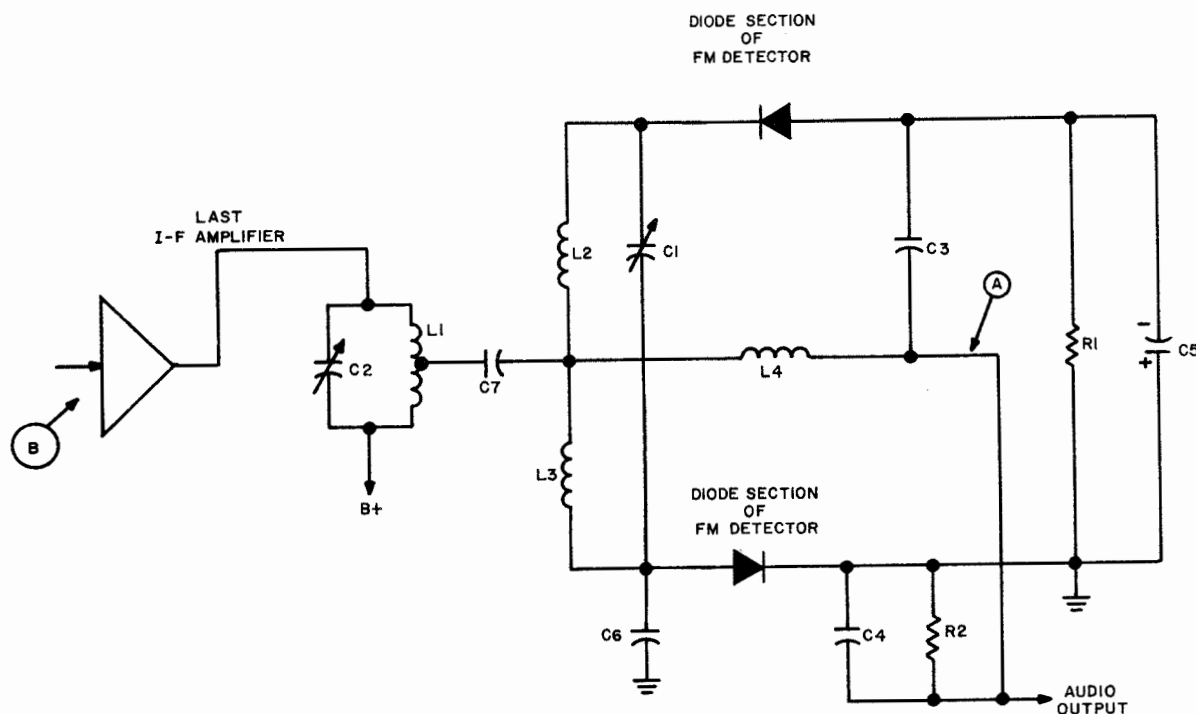 DIODE SECTION
OF
FM DETECTOR
LAST
I-F AMPLIFIER
L2
C1
C3
A
L1
C2
C7
L4
R1
-
+
C5
B
L3
B+
DIODE SECTION
OF
FM DETECTOR
C6
C4
R2
AUDIO
OUTPUT